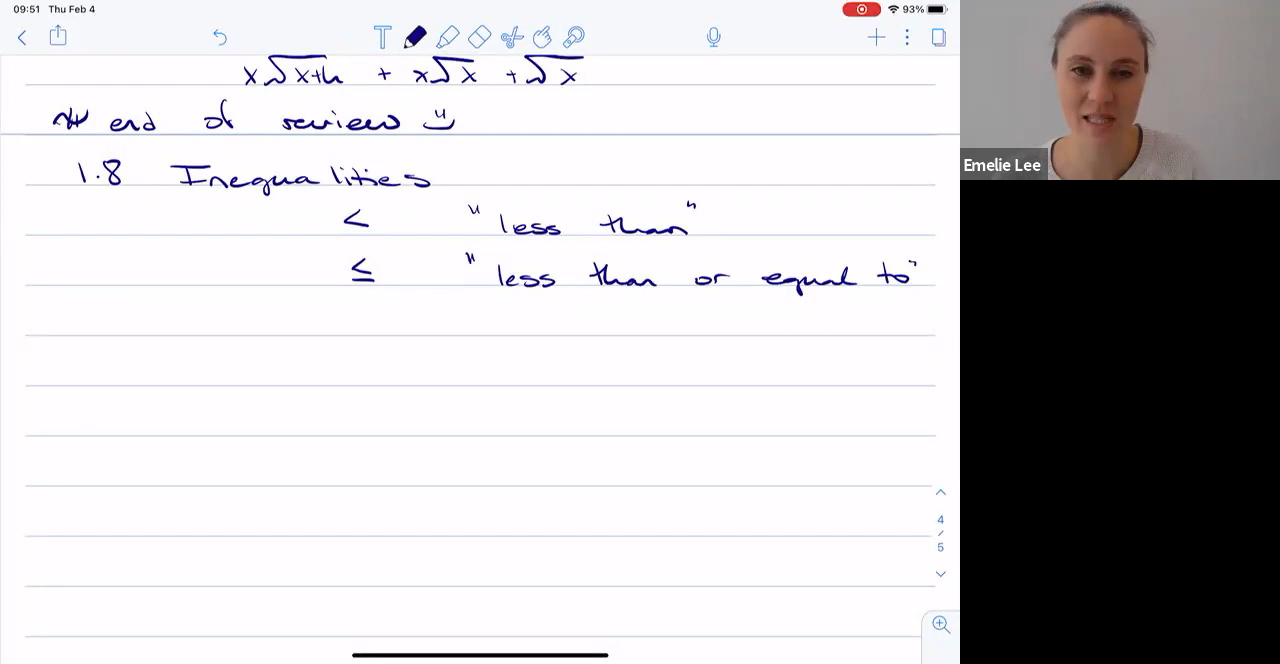 09:51 Thu Feb 4
93%
x√x+h + x√x + √x
end of review
1.8 Inequalities
< "less than"
≤ "less than or equal to"
4
/
5
Emelie Lee